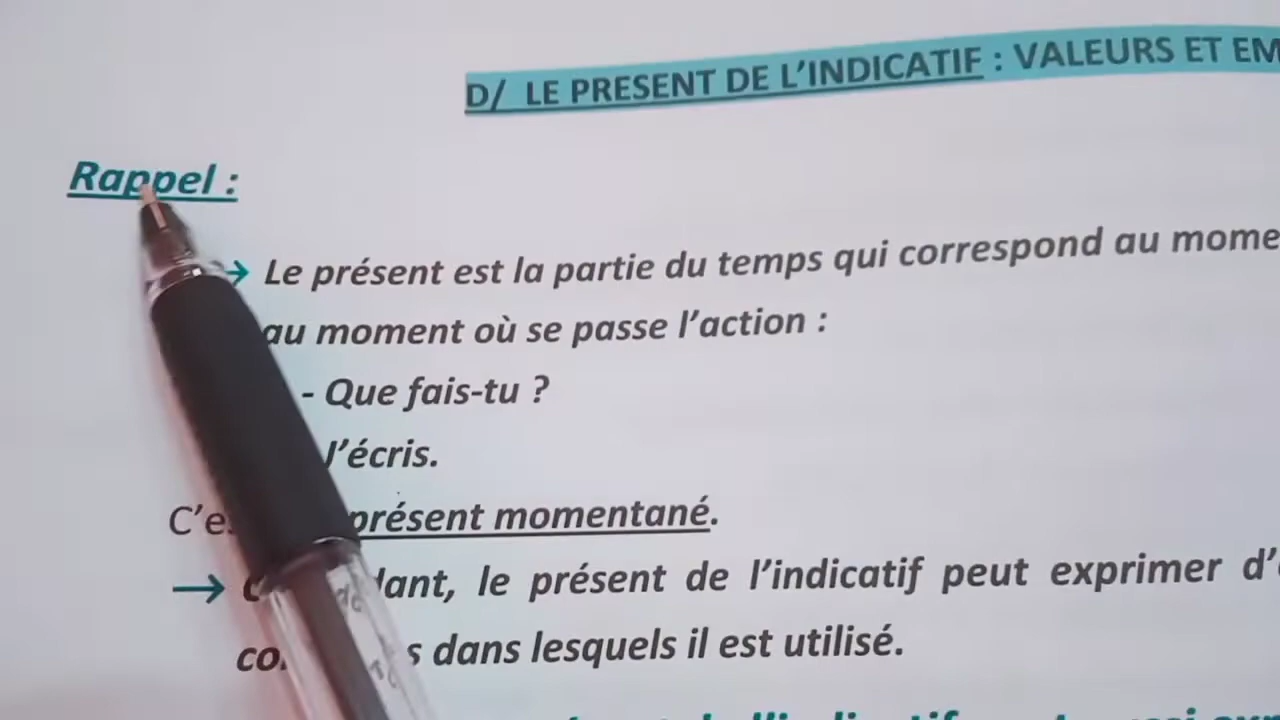 D/ LE PRESENT DE L'INDICATIF : VALEURS ET EM
Rappel :
→ Le présent est la partie du temps qui correspond au mome
au moment où se passe l'action :
- Que fais-tu ?
J'écris.
C'es présent momentané.
→ dant, le présent de l'indicatif peut exprimer d'
co s dans lesquels il est utilisé.